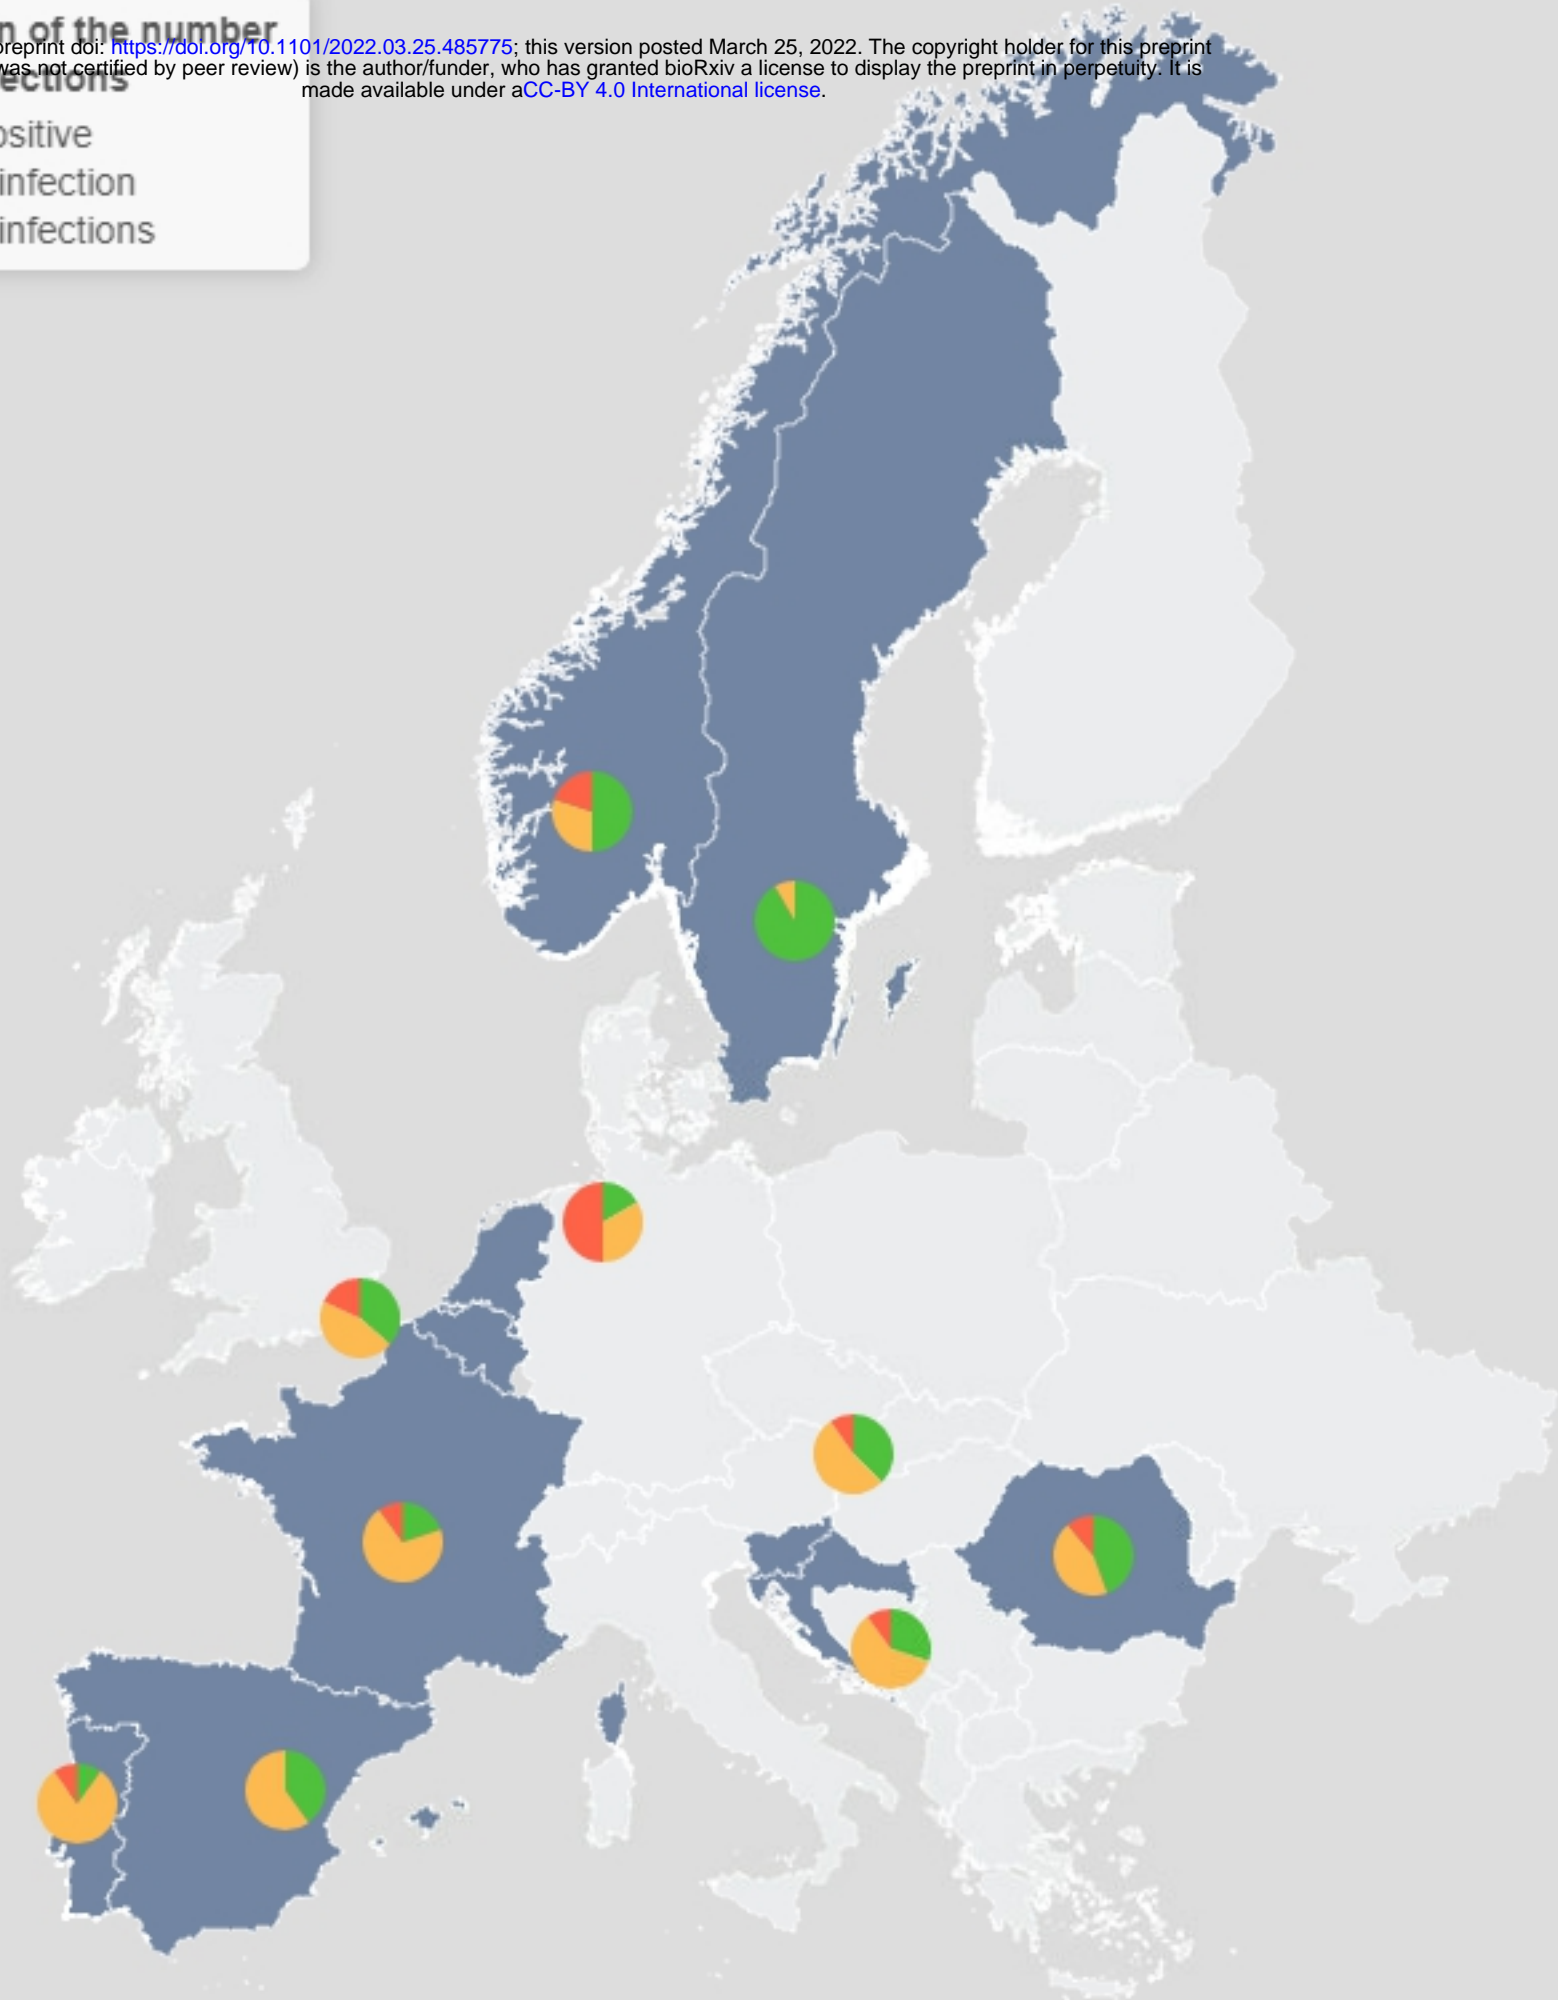 n of the number
preprint doi: https://doi.org/10.1101/2022.03.25.485775; this version posted March 25, 2022. The copyright holder for this preprint
was not certified by peer review) is the author/funder, who has granted bioRxiv a license to display the preprint in perpetuity. It is
ections
made available under aCC-BY 4.0 International license.
ositive
infection
infections